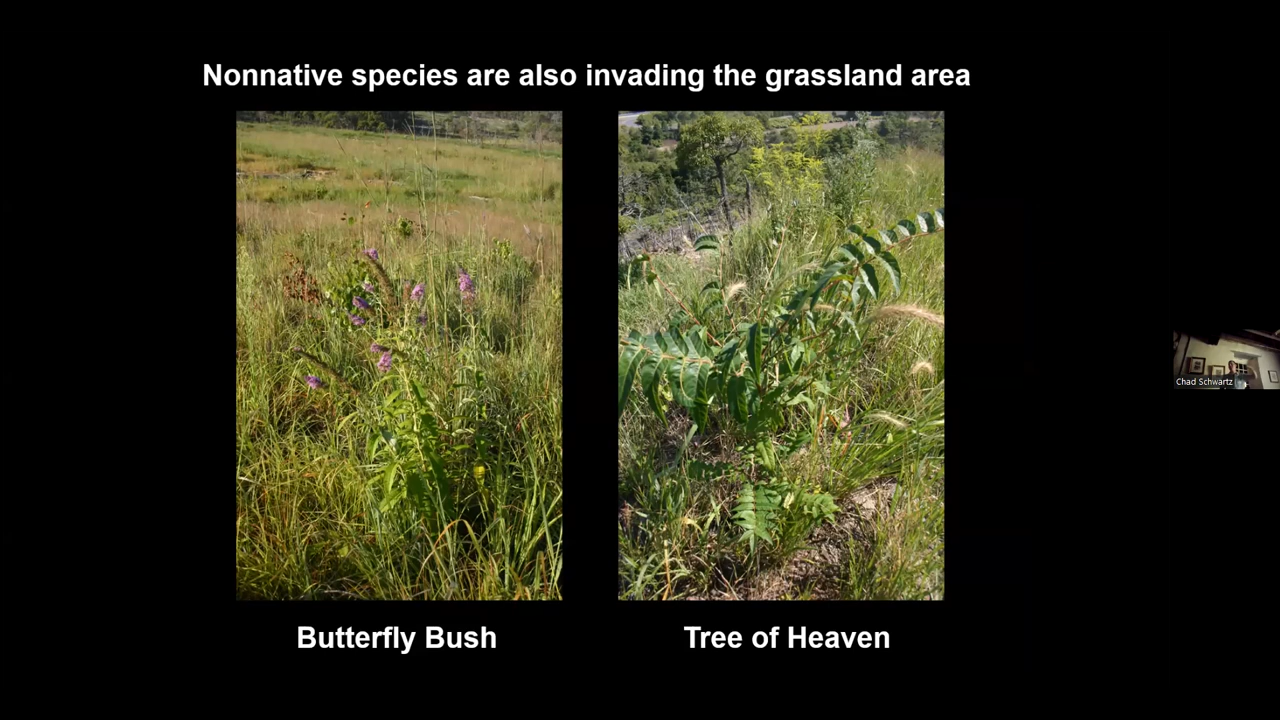 Nonnative species are also invading the grassland area
Chad Schwartz
Butterfly Bush
Tree of Heaven